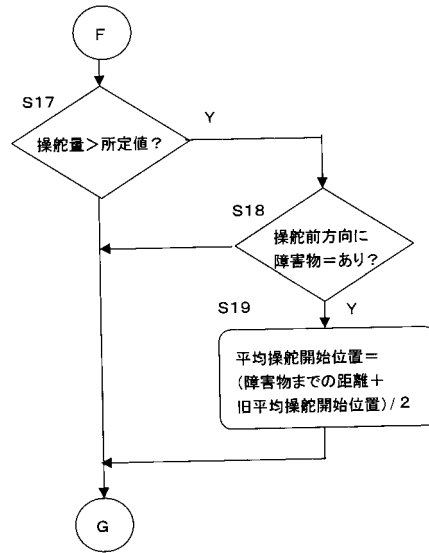 F
S17
操舵量＞所定値？
Y
S18
操舵前方向に
障害物＝あり？
S19
Y
平均操舵開始位置＝
(障害物までの距離＋
旧平均操舵開始位置)/2
G